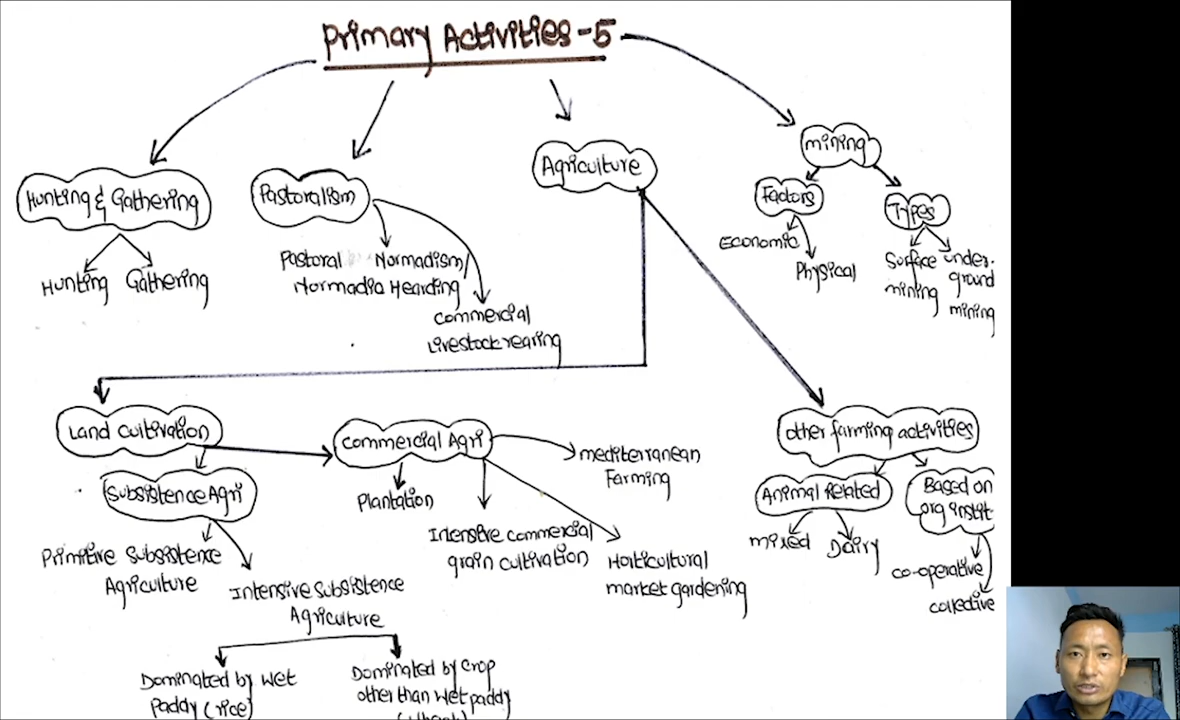 Primary Activities-5
Hunting & Gathering
Hunting
Gathering
Pastoralism
Pastoral Normadism/
Normadia Hearding
commercial
Livestock rearing
Agriculture
mining
Factors
Economic
Physical
Types
Surface
mining
under-
ground
mining
Land Cultivation
Subsistence Agri
Primitive Subsistence
Agriculture
Intensive Subsistence
Agriculture
Dominated by wet
Paddy (rice)
Dominated by crop
other than wet paddy
commercial Agri
Plantation
Intensive commercial
grain cultivation
Horticultural
market gardening
mediterranean
Farming
other farming activities
Animal Related
mixed
Dairy
Based on
org instit
co-operative
collective